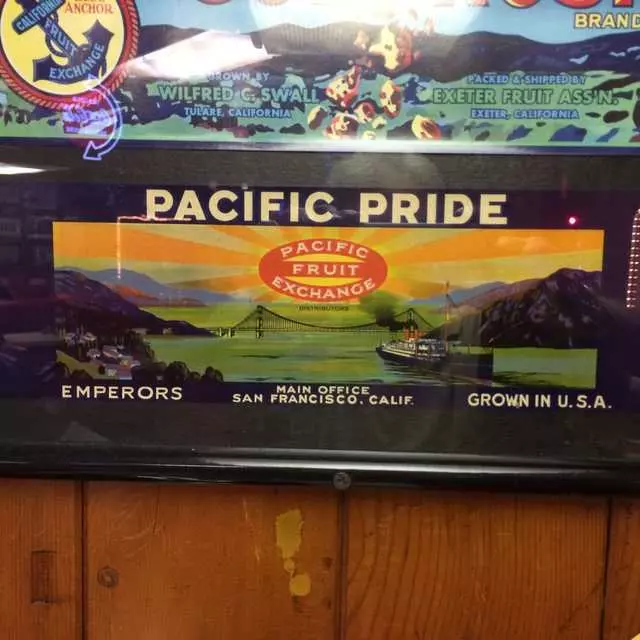 ANCHOR
CALIFORNIA
FRUIT
EXCHANGE
BRAND
GROWN BY
WILFRED C. SWALL
TULARE, CALIFORNIA
PACKED & SHIPPED BY
EXETER FRUIT ASS'N.
EXETER, CALIFORNIA
PACIFIC PRIDE
PACIFIC
FRUIT
EXCHANGE
DISTRIBUTORS
EMPERORS
MAIN OFFICE
SAN FRANCISCO, CALIF.
GROWN IN U.S.A.